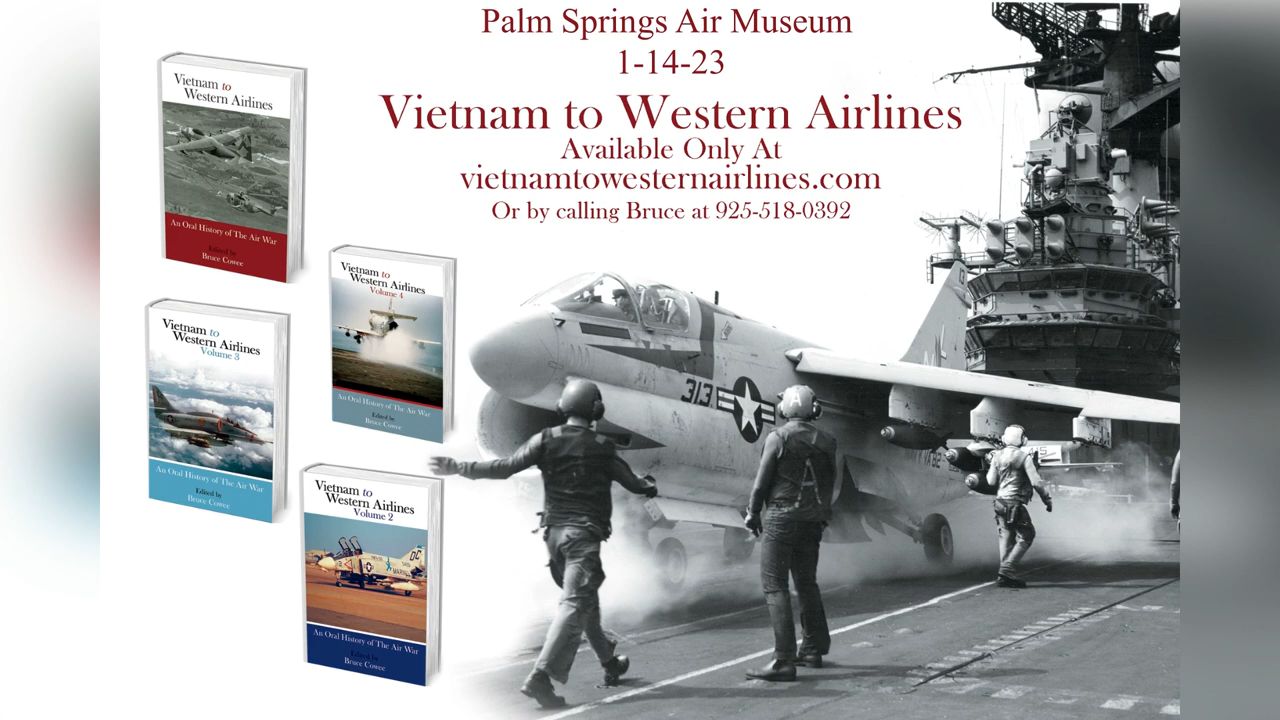 Palm Springs Air Museum
1-14-23
Vietnam to Western Airlines
Available Only At
vietnamtowesternairlines.com
Or by calling Bruce at 925-518-0392
Vietnam to
Western Airlines
An Oral History of The Air War
Edited by
Bruce Cowee
Vietnam to
Western Airlines
Volume 4
An Oral History of The Air War
Edited by
Bruce Cowee
Vietnam to
Western Airlines
Volume 3
An Oral History of The Air War
Edited by
Bruce Cowee
Vietnam to
Western Airlines
Volume 2
An Oral History of The Air War
Edited by
Bruce Cowee
313
A
A
MARINES